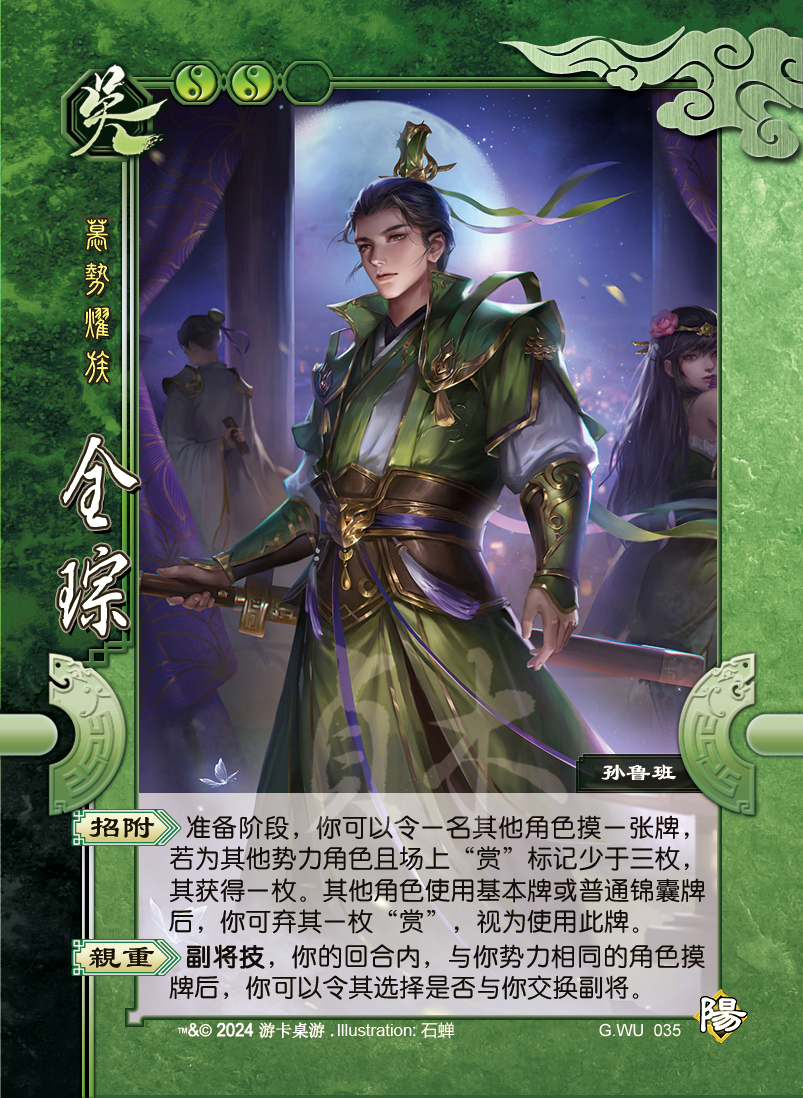 吴
慕勢燿族
全琮
孙鲁班
招附 准备阶段，你可以令一名其他角色摸一张牌，
若为其他势力角色且场上“赏”标记少于三枚，
其获得一枚。其他角色使用基本牌或普通锦囊牌
后，你可弃其一枚“赏”，视为使用此牌。
親重 副将技，你的回合内，与你势力相同的角色摸
牌后，你可以令其选择是否与你交换副将。
™&© 2024 游卡桌游 . Illustration: 石蝉
G.WU 035
陽